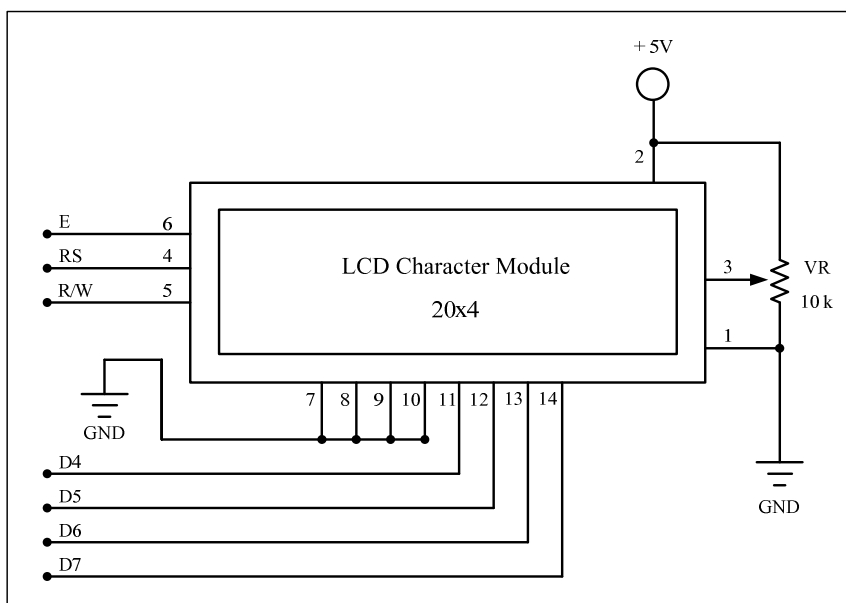 +5V
2
E 6
RS 4
R/W 5
LCD Character Module
20x4
3 VR
10 k
1
7 8 9 10 11 12 13 14
GND
GND
D4
D5
D6
D7